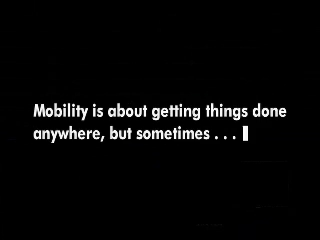 Mobility is about getting things done
anywhere, but sometimes . . .